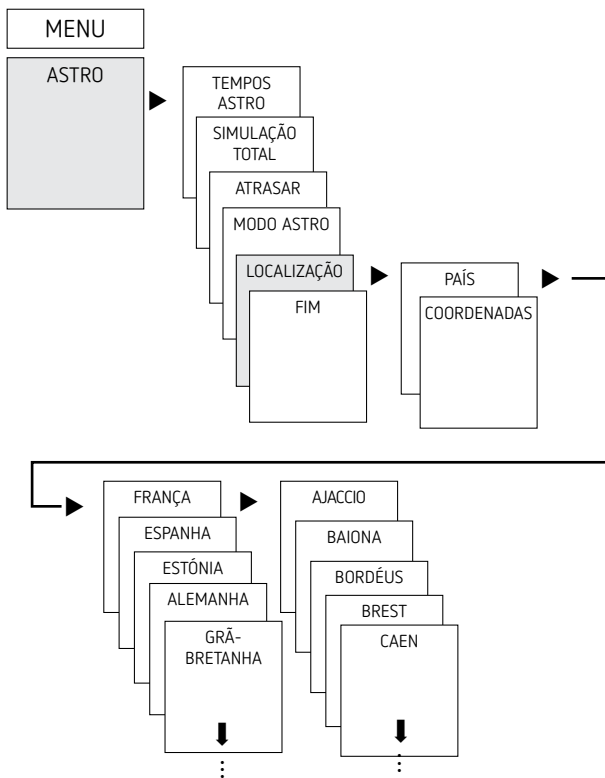 MENU
ASTRO
TEMPOS
ASTRO
SIMULAÇÃO
TOTAL
ATRASAR
MODO ASTRO
LOCALIZAÇÃO
FIM
PAÍS
COORDENADAS
FRANÇA
ESPANHA
ESTÓNIA
ALEMANHA
GRÃ-
BRETANHA
AJACCIO
BAIONA
BORDÉUS
BREST
CAEN